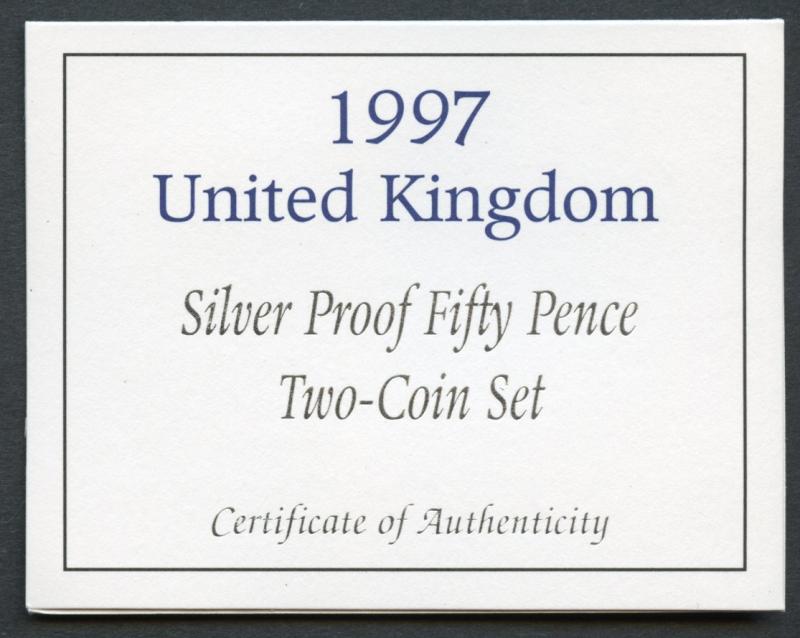 1997
United Kingdom
Silver Proof Fifty Pence
Two-Coin Set
Certificate of Authenticity